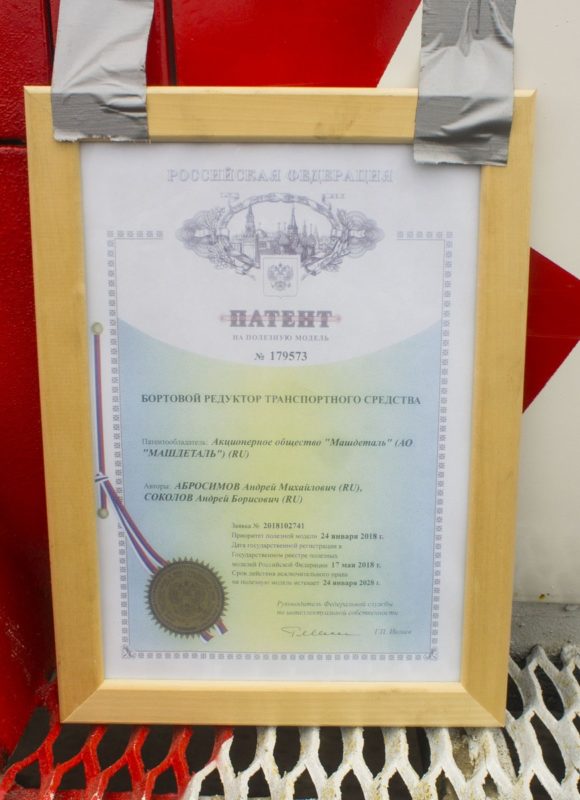 РОССИЙСКАЯ ФЕДЕРАЦИЯ
ПАТЕНТ
НА ПОЛЕЗНУЮ МОДЕЛЬ
№ 179573
БОРТОВОЙ РЕДУКТОР ТРАНСПОРТНОГО СРЕДСТВА
Патентообладатель: Акционерное общество "Машдеталь" (АО
"МАШДЕТАЛЬ") (RU)
Авторы: АБРОСИМОВ Андрей Михайлович (RU),
СОКОЛОВ Андрей Борисович (RU)
Заявка № 2018102741
Приоритет полезной модели 24 января 2018 г.
Дата государственной регистрации в
Государственном реестре полезных
моделей Российской Федерации 17 мая 2018 г.
Срок действия исключительного права
на полезную модель истекает 24 января 2028 г.
Руководитель Федеральной службы
по интеллектуальной собственности
Г.П. Ивлиев